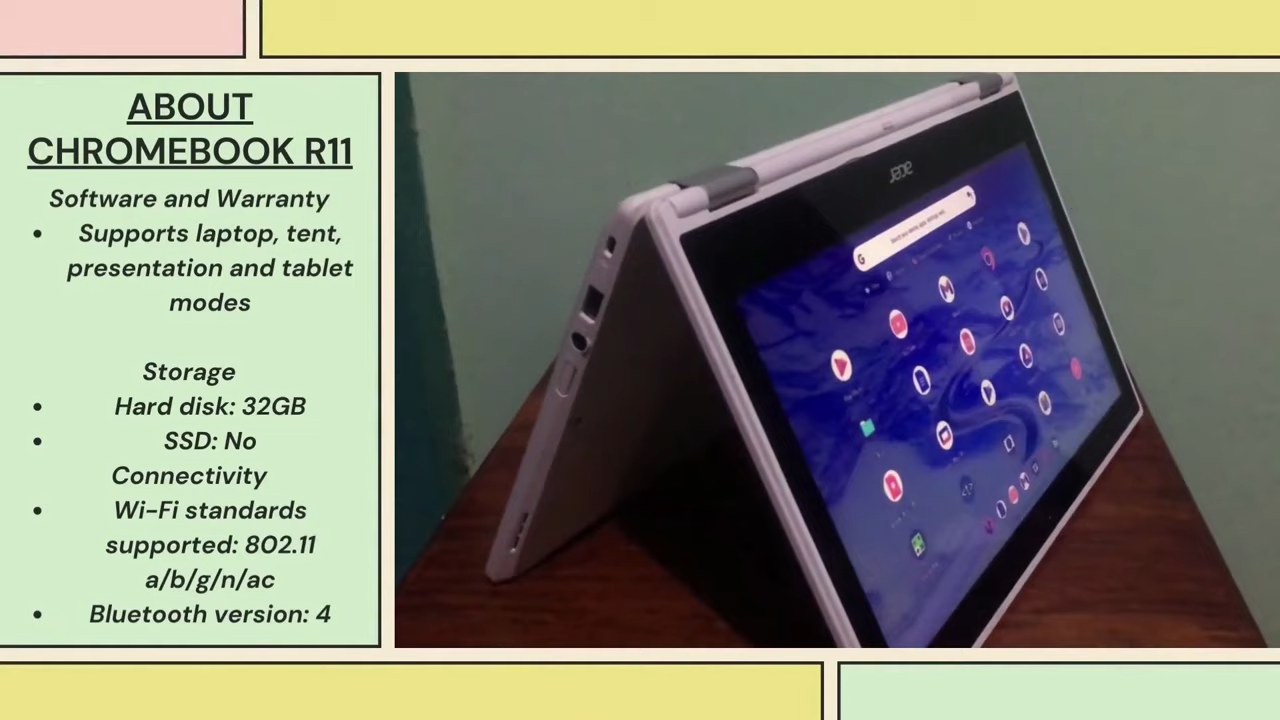 ABOUT
CHROMEBOOK R11
Software and Warranty
• Supports laptop, tent,
presentation and tablet
modes
Storage
• Hard disk: 32GB
• SSD: No
Connectivity
• Wi-Fi standards
supported: 802.11
a/b/g/n/ac
• Bluetooth version: 4
acer
G